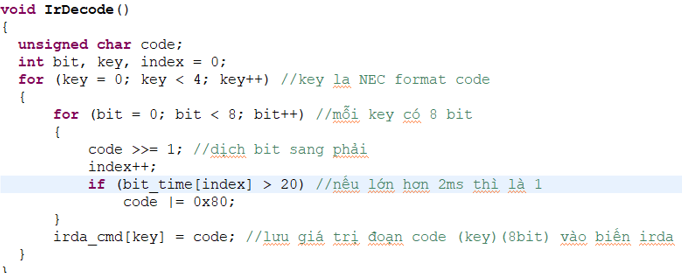 void IrDecode()
{
unsigned char code;
int bit, key, index = 0;
for (key = 0; key < 4; key++) //key la NEC format code
{
for (bit = 0; bit < 8; bit++) //mỗi key có 8 bit
{
code >>= 1; //dịch bit sang phải
index++;
if (bit_time[index] > 20) //nêu lớn hơn 2ms thì là 1
code |= 0x80;
}
irda_cmd[key] = code; //lưu giá trị đoạn code (key)(8bit) vào biến irda
}
}